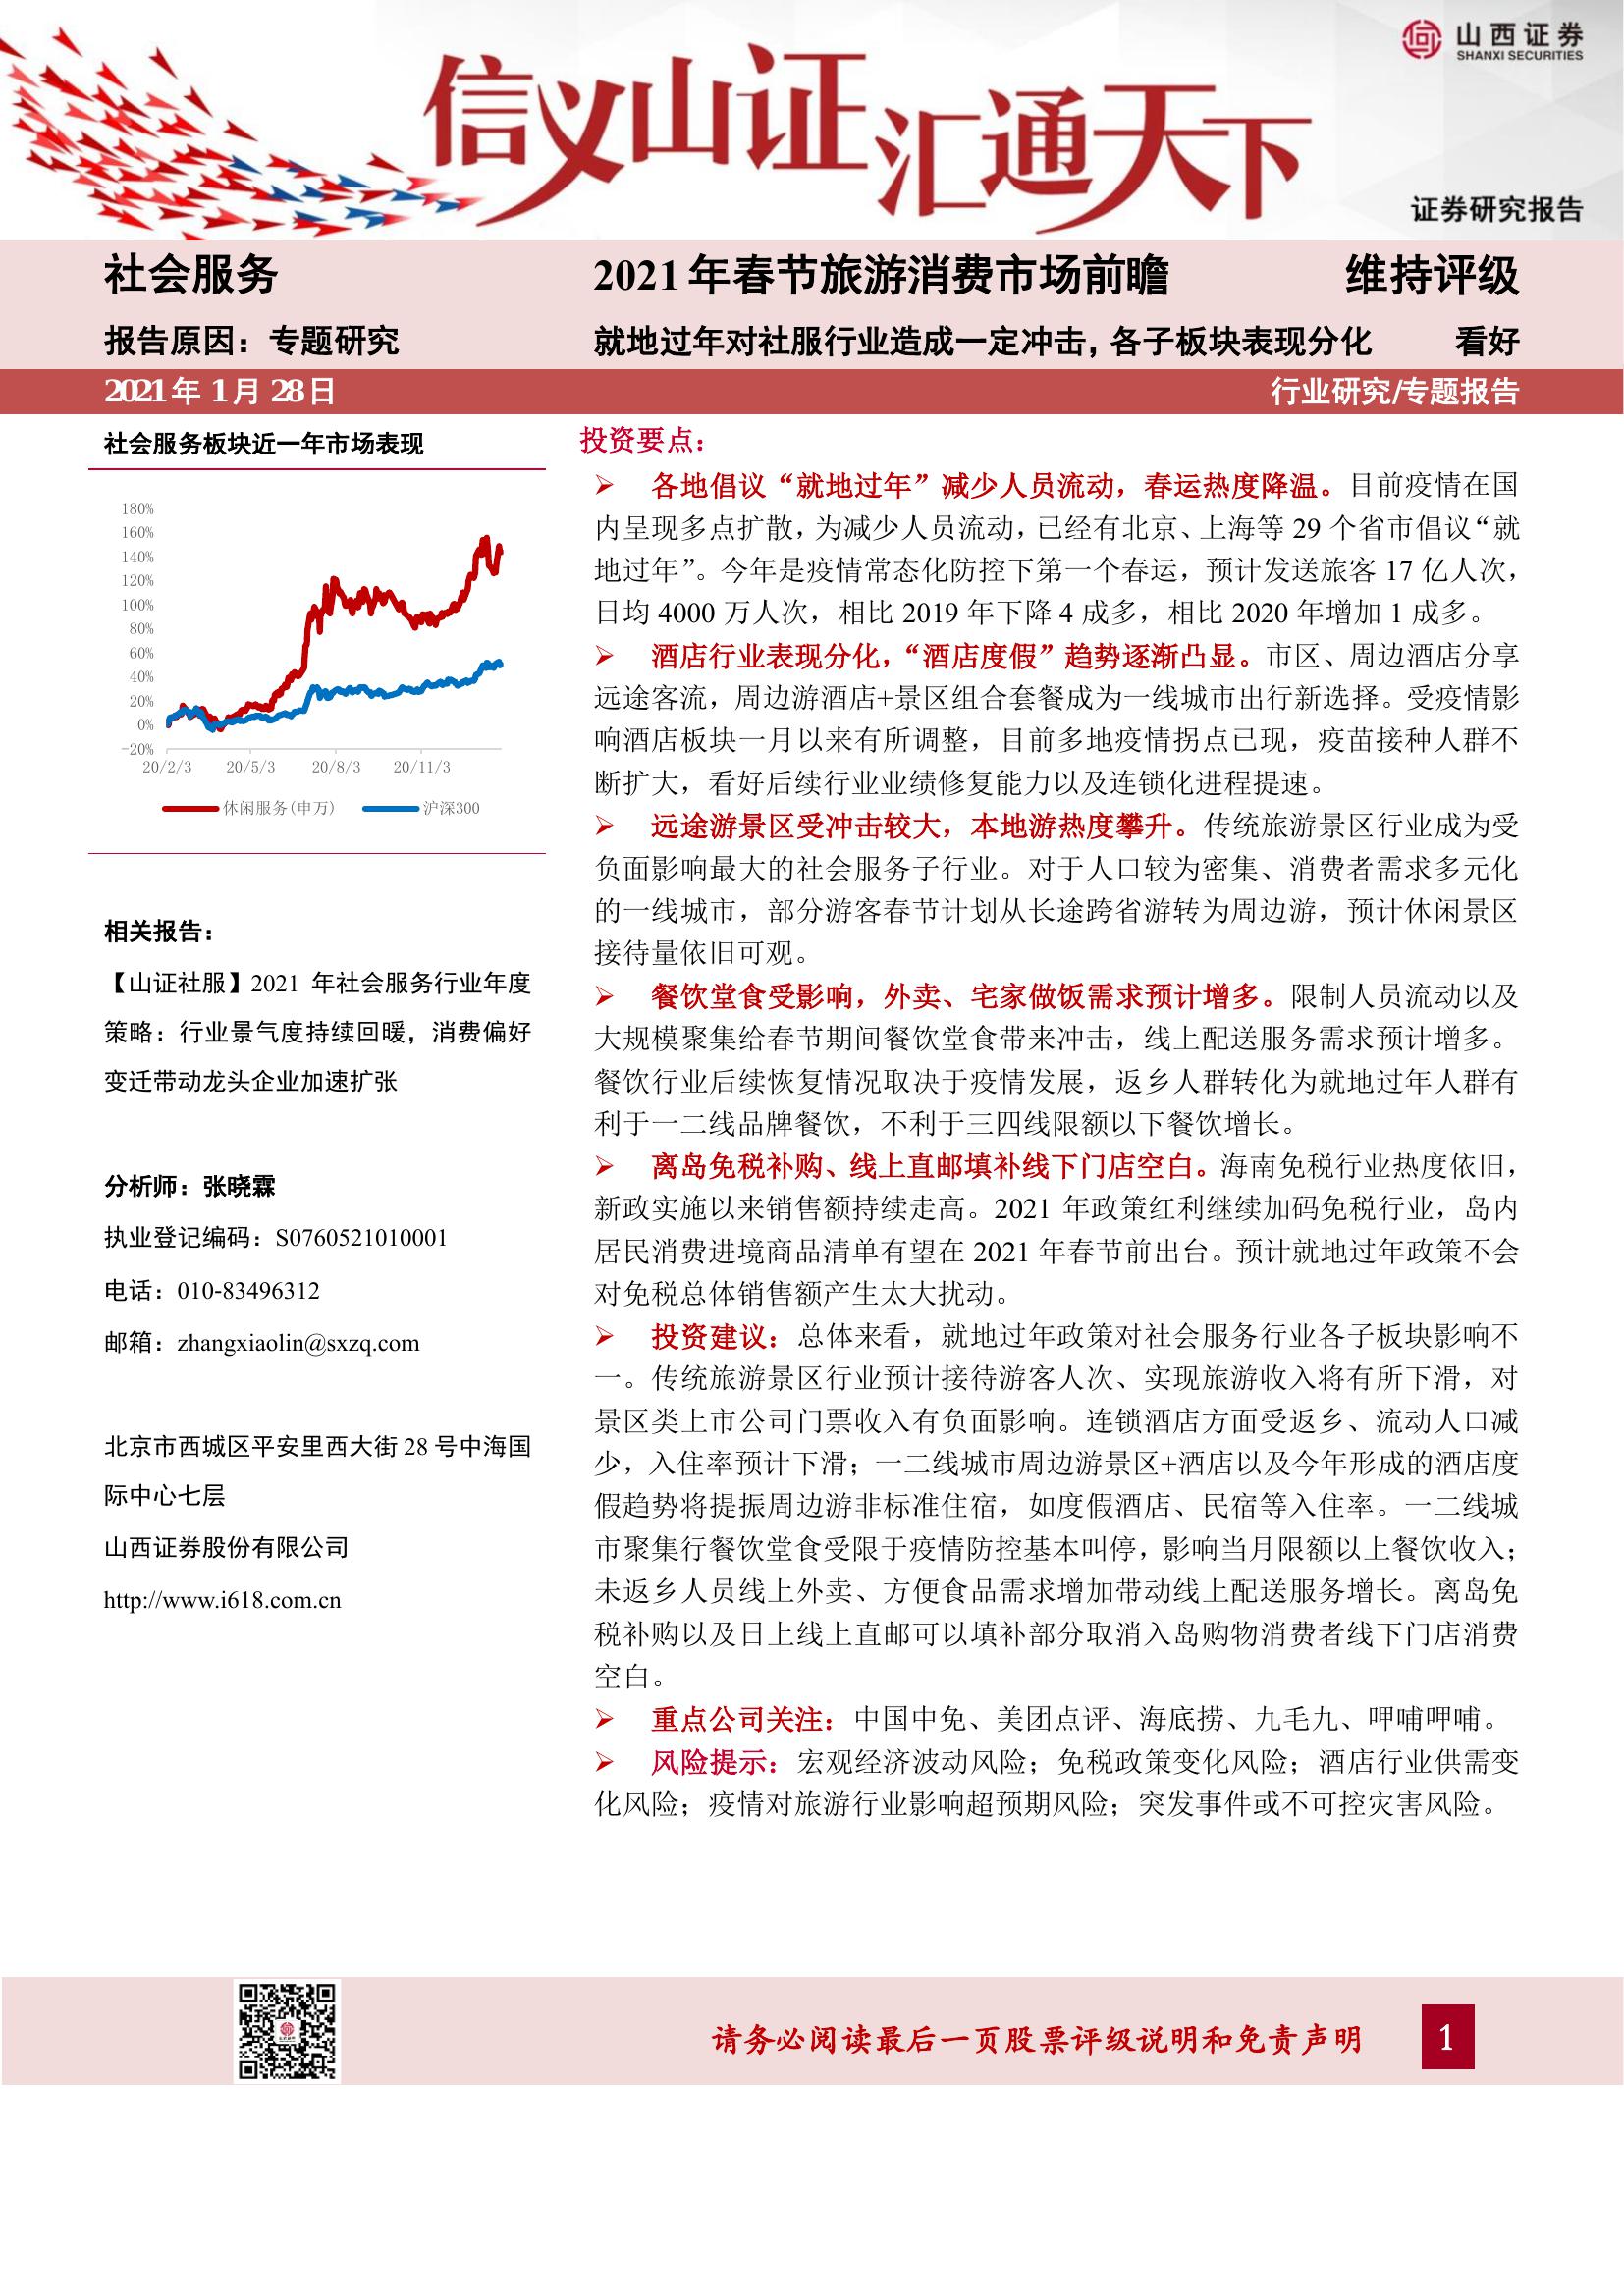 信义山证汇通天下
山西证券
SHANXI SECURITIES
证券研究报告
社会服务
2021年春节旅游消费市场前瞻
维持评级
报告原因：专题研究
就地过年对社服行业造成一定冲击，各子板块表现分化
看好
2021年 1月 28日
行业研究/专题报告
社会服务板块近一年市场表现
180%
160%
140%
120%
100%
80%
60%
40%
20%
0%
-20%
20/2/3 20/5/3 20/8/3 20/11/3
休闲服务(申万) 沪深300
相关报告：
【山证社服】2021 年社会服务行业年度
策略：行业景气度持续回暖，消费偏好
变迁带动龙头企业加速扩张
分析师：张晓霖
执业登记编码：S0760521010001
电话：010-83496312
邮箱：zhangxiaolin@sxzq.com
北京市西城区平安里西大街 28 号中海国
际中心七层
山西证券股份有限公司
http://www.i618.com.cn
投资要点：
➢ 各地倡议“就地过年”减少人员流动，春运热度降温。目前疫情在国
内呈现多点扩散，为减少人员流动，已经有北京、上海等 29 个省市倡议“就
地过年”。今年是疫情常态化防控下第一个春运，预计发送旅客 17 亿人次，
日均 4000 万人次，相比 2019 年下降 4 成多，相比 2020 年增加 1 成多。
➢ 酒店行业表现分化，“酒店度假”趋势逐渐凸显。市区、周边酒店分享
远途客流，周边游酒店+景区组合套餐成为一线城市出行新选择。受疫情影
响酒店板块一月以来有所调整，目前多地疫情拐点已现，疫苗接种人群不
断扩大，看好后续行业业绩修复能力以及连锁化进程提速。
➢ 远途游景区受冲击较大，本地游热度攀升。传统旅游景区行业成为受
负面影响最大的社会服务子行业。对于人口较为密集、消费者需求多元化
的一线城市，部分游客春节计划从长途跨省游转为周边游，预计休闲景区
接待量依旧可观。
➢ 餐饮堂食受影响，外卖、宅家做饭需求预计增多。限制人员流动以及
大规模聚集给春节期间餐饮堂食带来冲击，线上配送服务需求预计增多。
餐饮行业后续恢复情况取决于疫情发展，返乡人群转化为就地过年人群有
利于一二线品牌餐饮，不利于三四线限额以下餐饮增长。
➢ 离岛免税补购、线上直邮填补线下门店空白。海南免税行业热度依旧，
新政实施以来销售额持续走高。2021 年政策红利继续加码免税行业，岛内
居民消费进境商品清单有望在 2021 年春节前出台。预计就地过年政策不会
对免税总体销售额产生太大扰动。
➢ 投资建议：总体来看，就地过年政策对社会服务行业各子板块影响不
一。传统旅游景区行业预计接待游客人次、实现旅游收入将有所下滑，对
景区类上市公司门票收入有负面影响。连锁酒店方面受返乡、流动人口减
少，入住率预计下滑；一二线城市周边游景区+酒店以及今年形成的酒店度
假趋势将提振周边游非标准住宿，如度假酒店、民宿等入住率。一二线城
市聚集行餐饮堂食受限于疫情防控基本叫停，影响当月限额以上餐饮收入；
未返乡人员线上外卖、方便食品需求增加带动线上配送服务增长。离岛免
税补购以及日上线上直邮可以填补部分取消入岛购物消费者线下门店消费
空白。
➢ 重点公司关注：中国中免、美团点评、海底捞、九毛九、呷哺呷哺。
➢ 风险提示：宏观经济波动风险；免税政策变化风险；酒店行业供需变
化风险；疫情对旅游行业影响超预期风险；突发事件或不可控灾害风险。
请务必阅读最后一页股票评级说明和免责声明
1